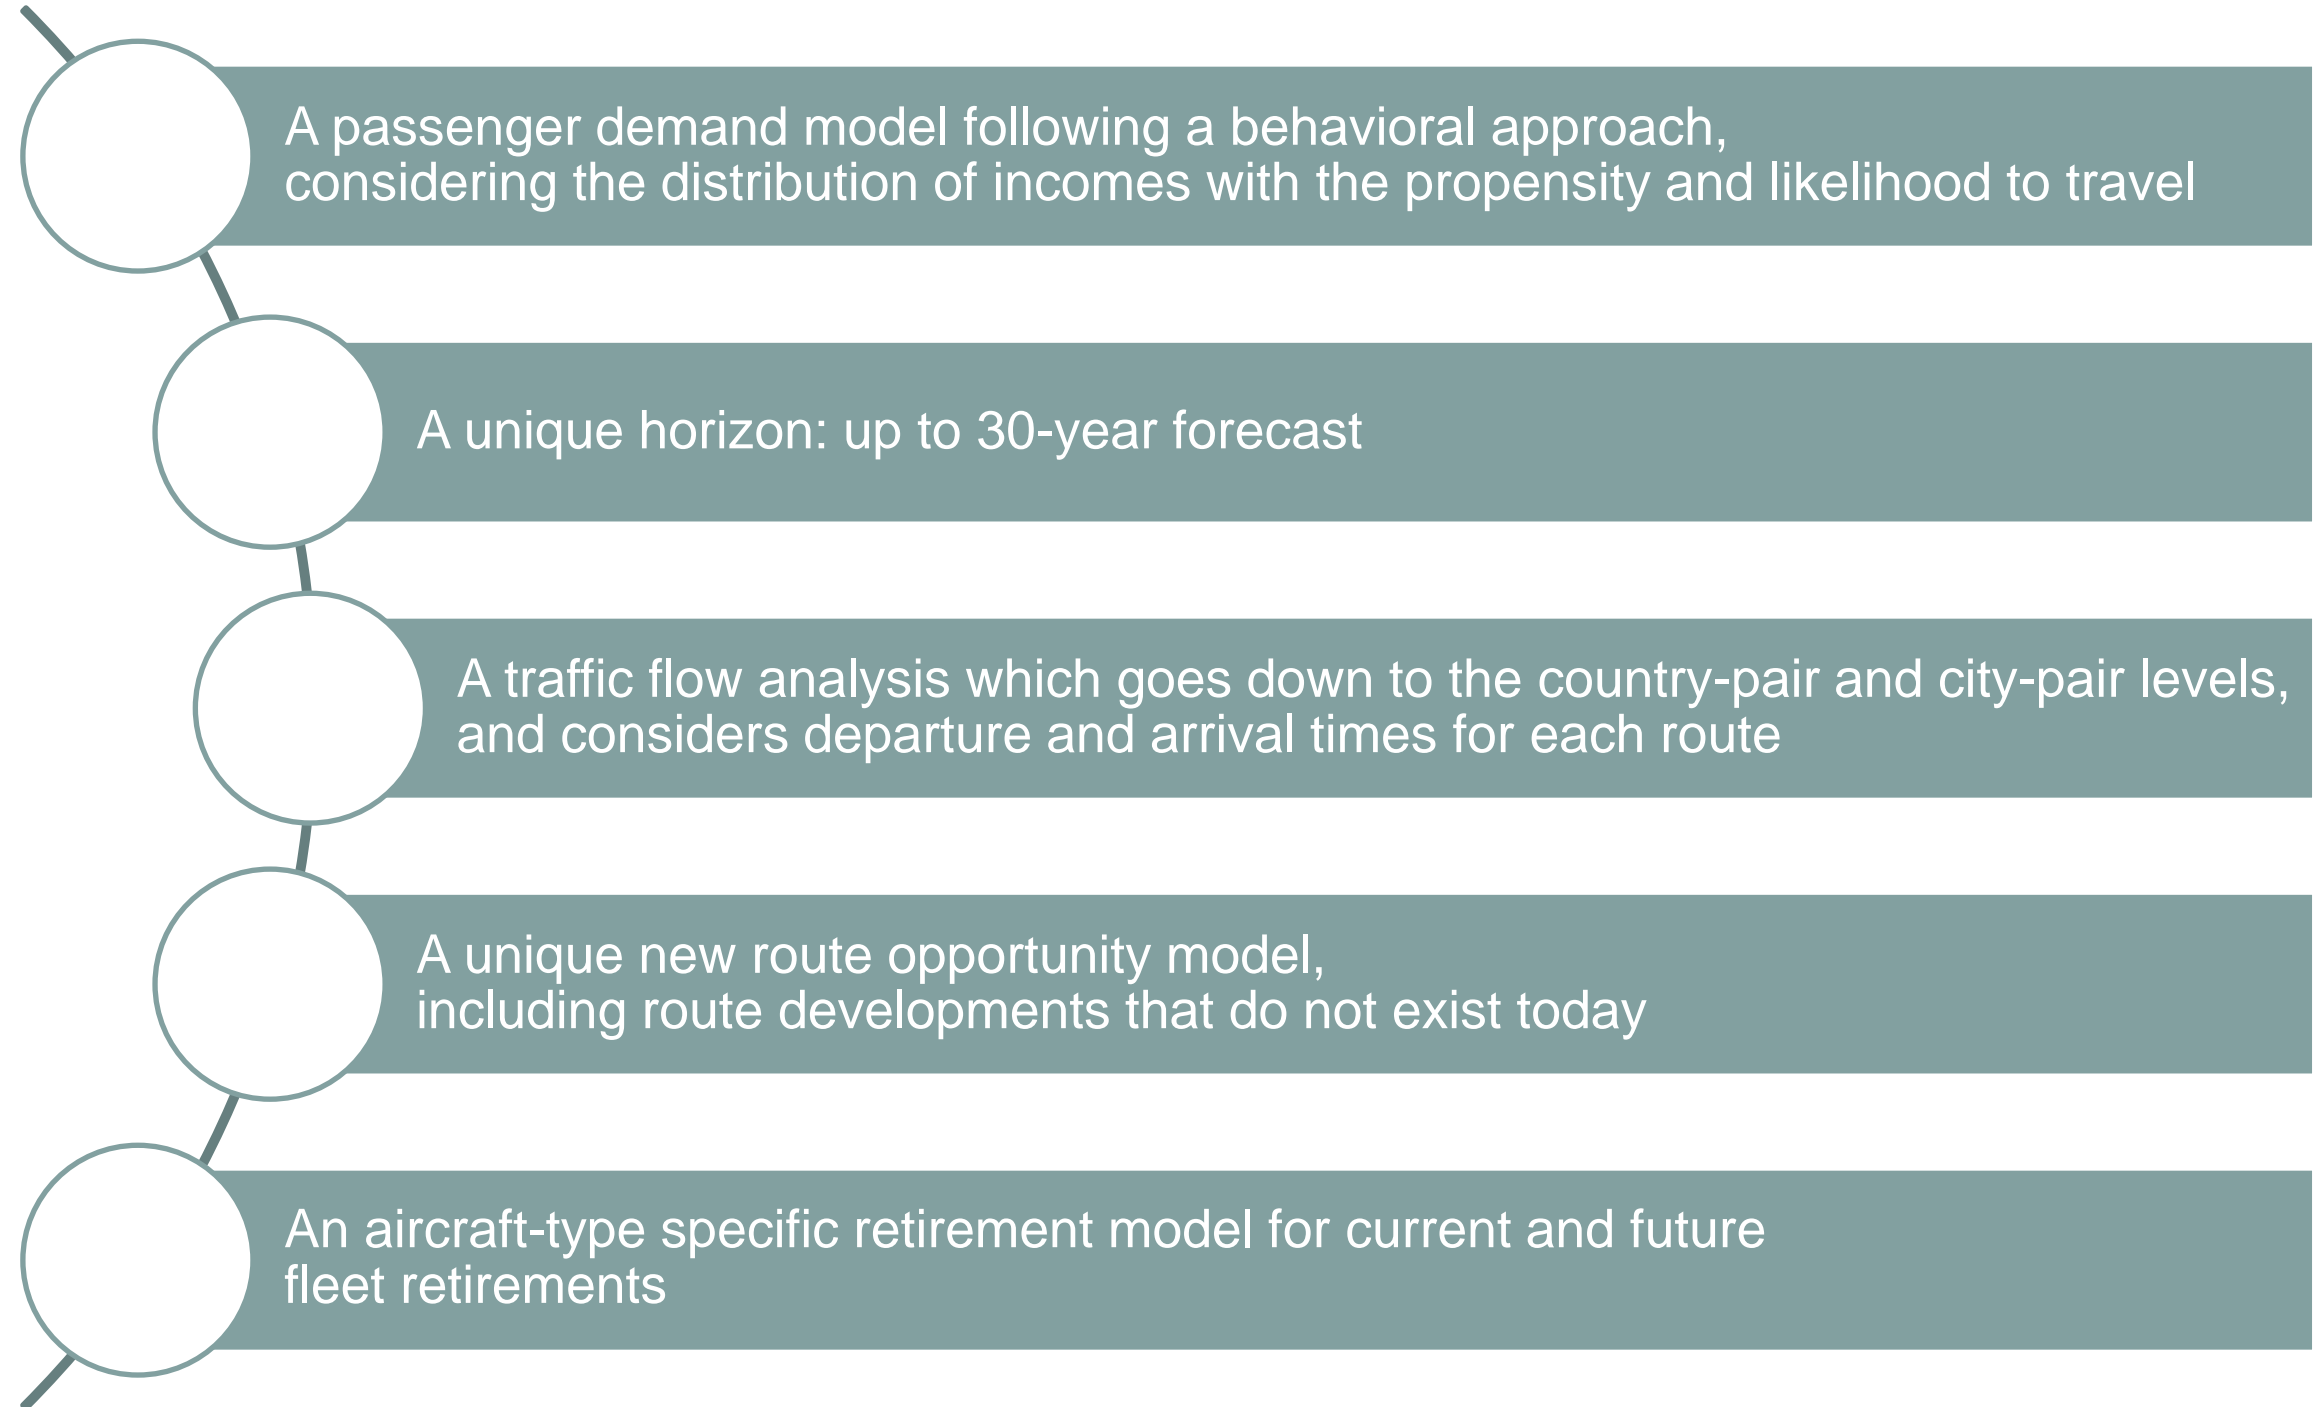 A passenger demand model following a behavioral approach,
considering the distribution of incomes with the propensity and likelihood to travel
A unique horizon: up to 30-year forecast
A traffic flow analysis which goes down to the country-pair and city-pair levels,
and considers departure and arrival times for each route
A unique new route opportunity model,
including route developments that do not exist today
An aircraft-type specific retirement model for current and future
fleet retirements